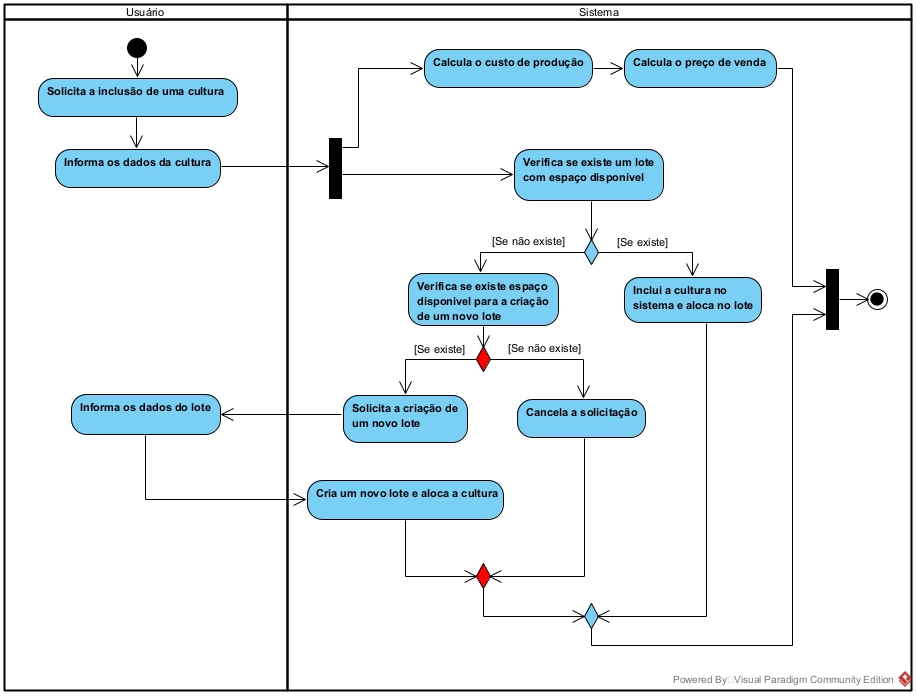 Usuário
Sistema
Solicita a inclusão de uma cultura
Informa os dados da cultura
Calcula o custo de produção
Calcula o preço de venda
Verifica se existe um lote
com espaço disponível
[Se não existe]
[Se existe]
Verifica se existe espaço
disponivel para a criação
de um novo lote
Inclui a cultura no
sistema e aloca no lote
[Se existe]
[Se não existe]
Informa os dados do lote
Solicita a criação de
um novo lote
Cancela a solicitação
Cria um novo lote e aloca a cultura
Powered By Visual Paradigm Community Edition